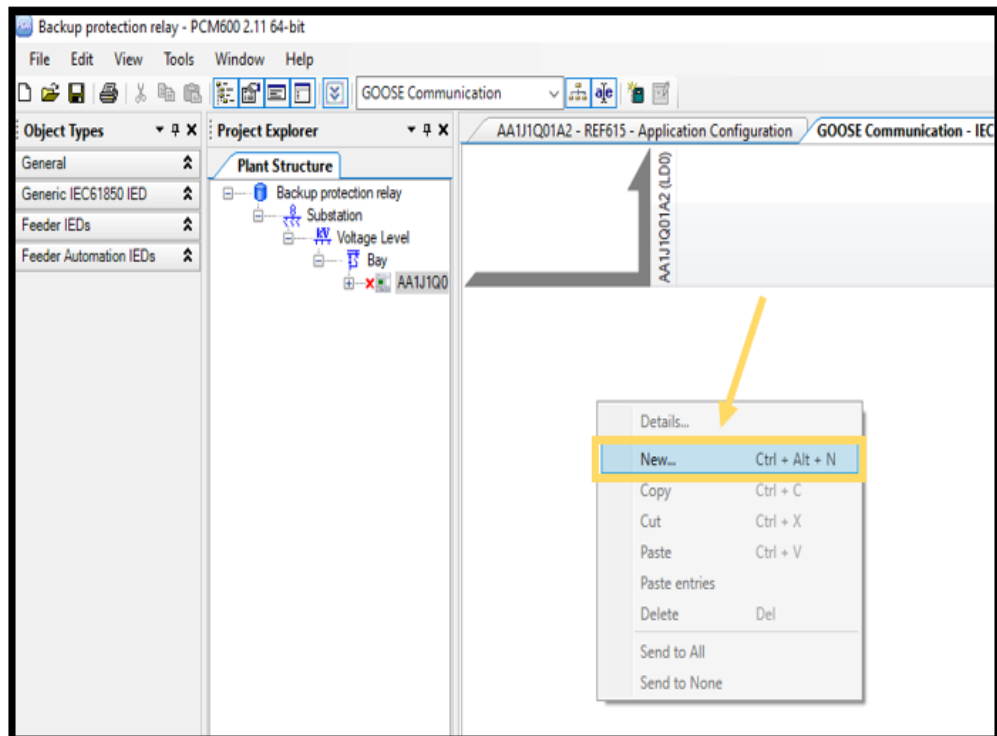 Backup protection relay - PCM600 2.11 64-bit
File Edit View Tools Window Help
GOOSE Communication
Object Types
General
Generic IEC61850 IED
Feeder IEDs
Feeder Automation IEDs
Project Explorer
Plant Structure
Backup protection relay
Substation
Voltage Level
Bay
AA1J1Q0
AA1J1Q01A2 - REF615 - Application Configuration
GOOSE Communication - IEC
AA1J1Q01A2 (LD0)
Details...
New... Ctrl + Alt + N
Copy Ctrl + C
Cut Ctrl + X
Paste Ctrl + V
Paste entries
Delete Del
Send to All
Send to None